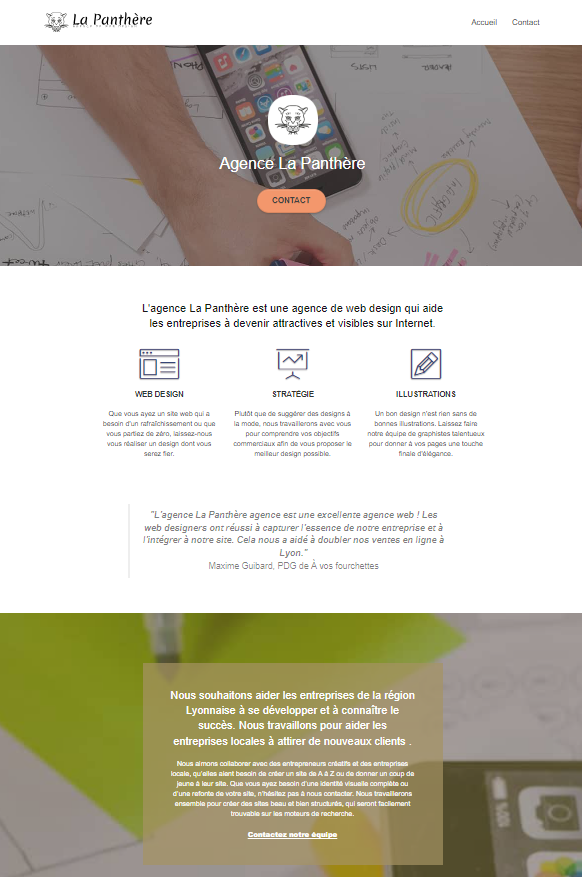 La Panthère
Accueil Contact
Agence La Panthère
CONTACT
L'agence La Panthère est une agence de web design qui aide
les entreprises à devenir attractives et visibles sur Internet.
WEB DESIGN
Que vous ayez un site web qui a
besoin d'un rafraîchissement ou que
vous partiez de zéro, laissez-nous
vous réaliser un design dont vous
serez fier.
STRATÉGIE
Plutôt que de suggérer des designs à
la mode, nous travaillerons avec vous
pour comprendre vos objectifs
commerciaux afin de vous proposer le
meilleur design possible.
ILLUSTRATIONS
Un bon design n'est rien sans de
bonnes illustrations. Laissez faire
notre équipe de graphistes talentueux
pour donner à vos pages une touche
finale d'élégance.
"L'agence La Panthère agence est une excellente agence web ! Les
web designers ont réussi à capturer l'essence de notre entreprise et à
l'intégrer à notre site. Cela nous a aidé à doubler nos ventes en ligne à
Lyon."
Maxime Guibard, PDG de À vos fourchettes
Nous souhaitons aider les entreprises de la région
Lyonnaise à se développer et à connaître le
succès. Nous travaillons pour aider les
entreprises locales à attirer de nouveaux clients .
Nous aimons collaborer avec des entrepreneurs créatifs et des entreprises
locale, qu'elles aient besoin de créer un site de A à Z ou de donner un coup de
jeune à leur site. Que vous ayez besoin d'une identité visuelle complète ou
d'une refonte de votre site, n'hésitez pas à nous contacter. Nous travaillerons
ensemble pour créer des sites beau et bien structurés, qui seront facilement
trouvable sur les moteurs de recherche.
Contactez notre équipe